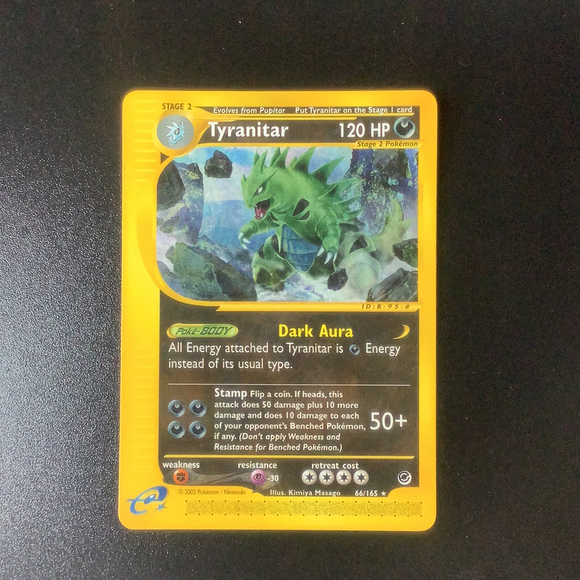 STAGE 2
Evolves from Pupitar Put Tyranitar on the Stage 1 card
Tyranitar 120 HP
Stage 2 Pokémon
ID:B-95-#
Poké-BODY Dark Aura
All Energy attached to Tyranitar is Energy
instead of its usual type.
Stamp Flip a coin. If heads, this
attack does 50 damage plus 10 more
damage and does 10 damage to each
of your opponent's Benched Pokémon,
if any. (Don't apply Weakness and
Resistance for Benched Pokémon.)
50+
weakness resistance retreat cost
-30
© 2002 Pokémon / Nintendo Illus. Kimiya Masago 66/165 ★
e